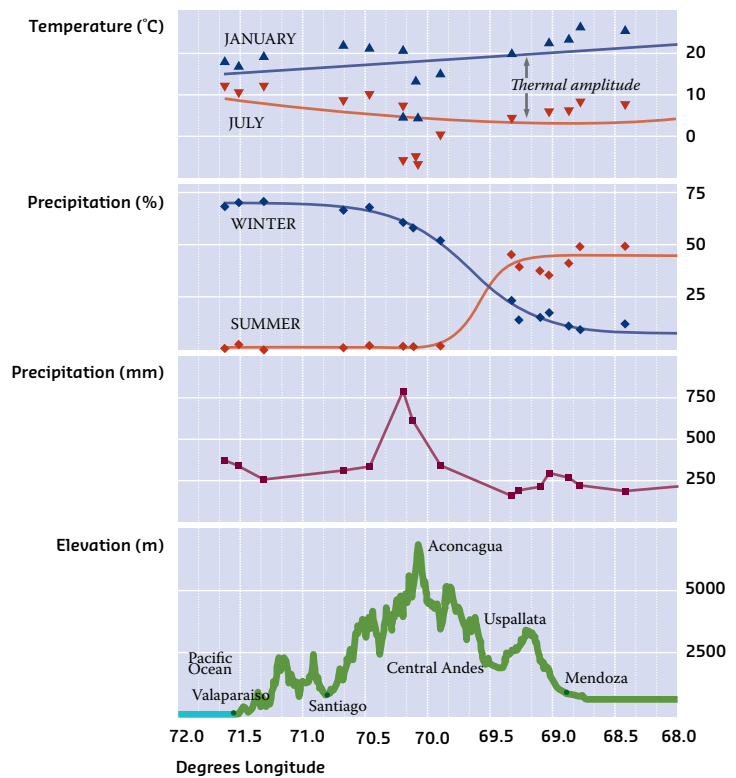 Temperature (°C)
JANUARY
20
Thermal amplitude
10
JULY
0
Precipitation (%)
75
WINTER
50
25
SUMMER
Precipitation (mm)
750
500
250
Elevation (m)
Aconcagua
5000
Uspallata
2500
Pacific
Ocean
Central Andes
Mendoza
Valparaiso
Santiago
72.0 71.5 71.0 70.5 70.0 69.5 69.0 68.5 68.0
Degrees Longitude